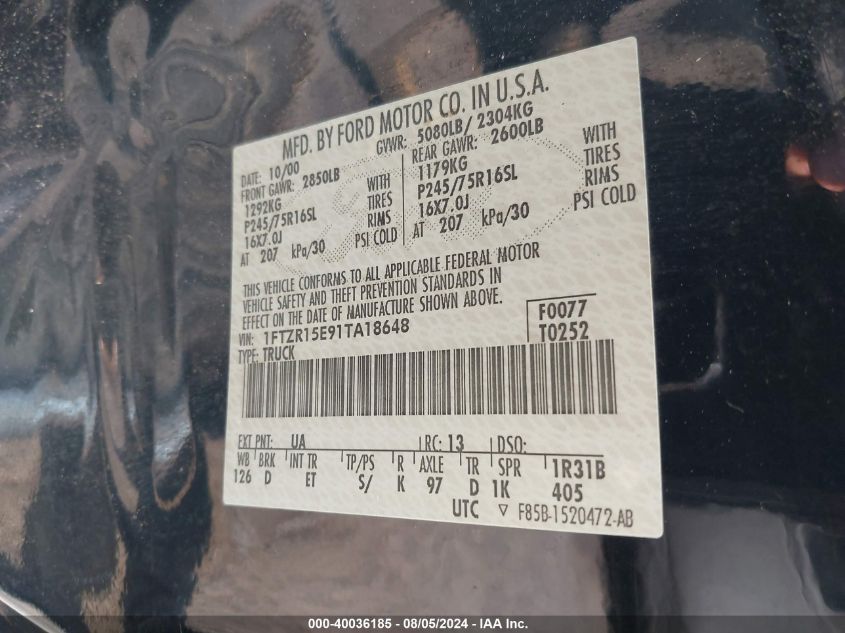 MFD. BY FORD MOTOR CO. IN U.S.A.
DATE: 10/00 GVWR: 5080LB/ 2304KG
FRONT GAWR: 2850LB REAR GAWR: 2600LB
1292KG WITH 1179KG WITH
P245/75R16SL TIRES P245/75R16SL TIRES
16X7.0J RIMS 16X7.0J RIMS
AT 207 kPa/30 PSI COLD AT 207 kPa/30 PSI COLD
THIS VEHICLE CONFORMS TO ALL APPLICABLE FEDERAL MOTOR
VEHICLE SAFETY AND THEFT PREVENTION STANDARDS IN
EFFECT ON THE DATE OF MANUFACTURE SHOWN ABOVE.
VIN: 1FTZR15E91TA18648 F0077
TYPE: TRUCK T0252
EXT PNT: UA RC: 13 DSO:
WB BRK INT TR TP/PS R AXLE TR SPR 1R31B
126 D ET S/ K 97 D 1K 405
UTC ▽ F85B-1520472-AB
000-40036185 - 08/05/2024 - IAA Inc.